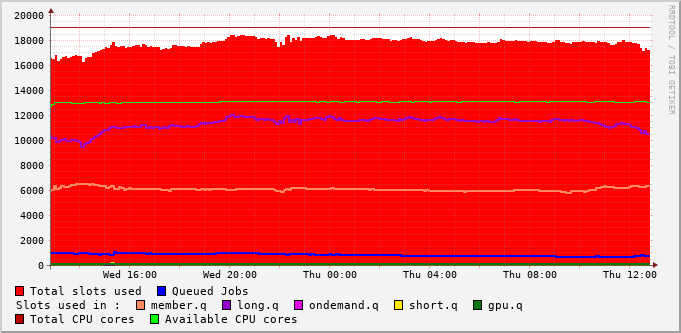 20000
18000
16000
14000
12000
10000
8000
6000
4000
2000
0
Wed 16:00 Wed 20:00 Thu 00:00 Thu 04:00 Thu 08:00 Thu 12:00
RRDTOOL / TOBI OETIKER
Total slots used Queued Jobs
Slots used in : member.q long.q ondemand.q short.q gpu.q
Total CPU cores Available CPU cores